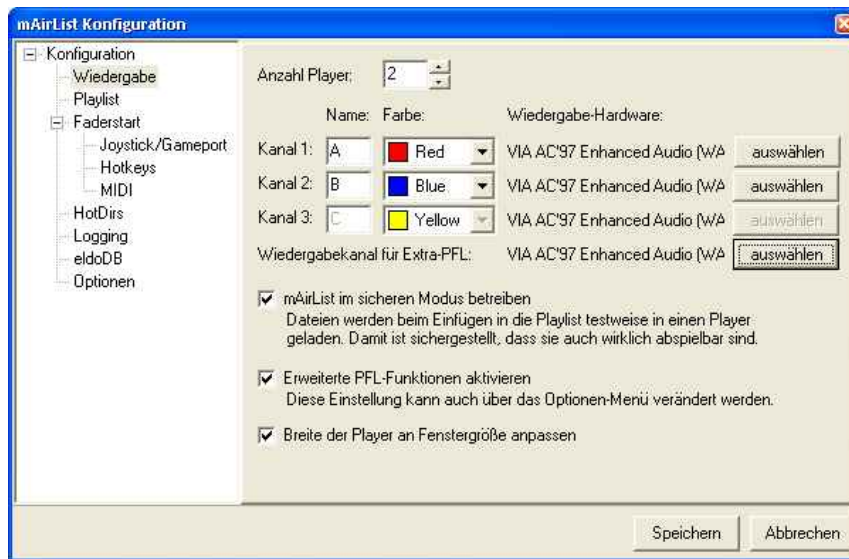 mAirList Konfiguration
Konfiguration
Wiedergabe
Playlist
Faderstart
Joystick/Gameport
Hotkeys
MIDI
HotDirs
Logging
eldoDB
Optionen
Anzahl Player: 2
Name: Farbe: Wiedergabe-Hardware:
Kanal 1: A Red VIA AC'97 Enhanced Audio (WA auswählen
Kanal 2: B Blue VIA AC'97 Enhanced Audio (WA auswählen
Kanal 3: C Yellow VIA AC'97 Enhanced Audio (WA auswählen
Wiedergabekanal für Extra-PFL: VIA AC'97 Enhanced Audio (WA auswählen
mAirList im sicheren Modus betreiben
Dateien werden beim Einfügen in die Playlist testweise in einen Player
geladen. Damit ist sichergestellt, dass sie auch wirklich abspielbar sind.
Erweiterte PFL-Funktionen aktivieren
Diese Einstellung kann auch über das Optionen-Menü verändert werden.
Breite der Player an Fenstergröße anpassen
Speichern Abbrechen